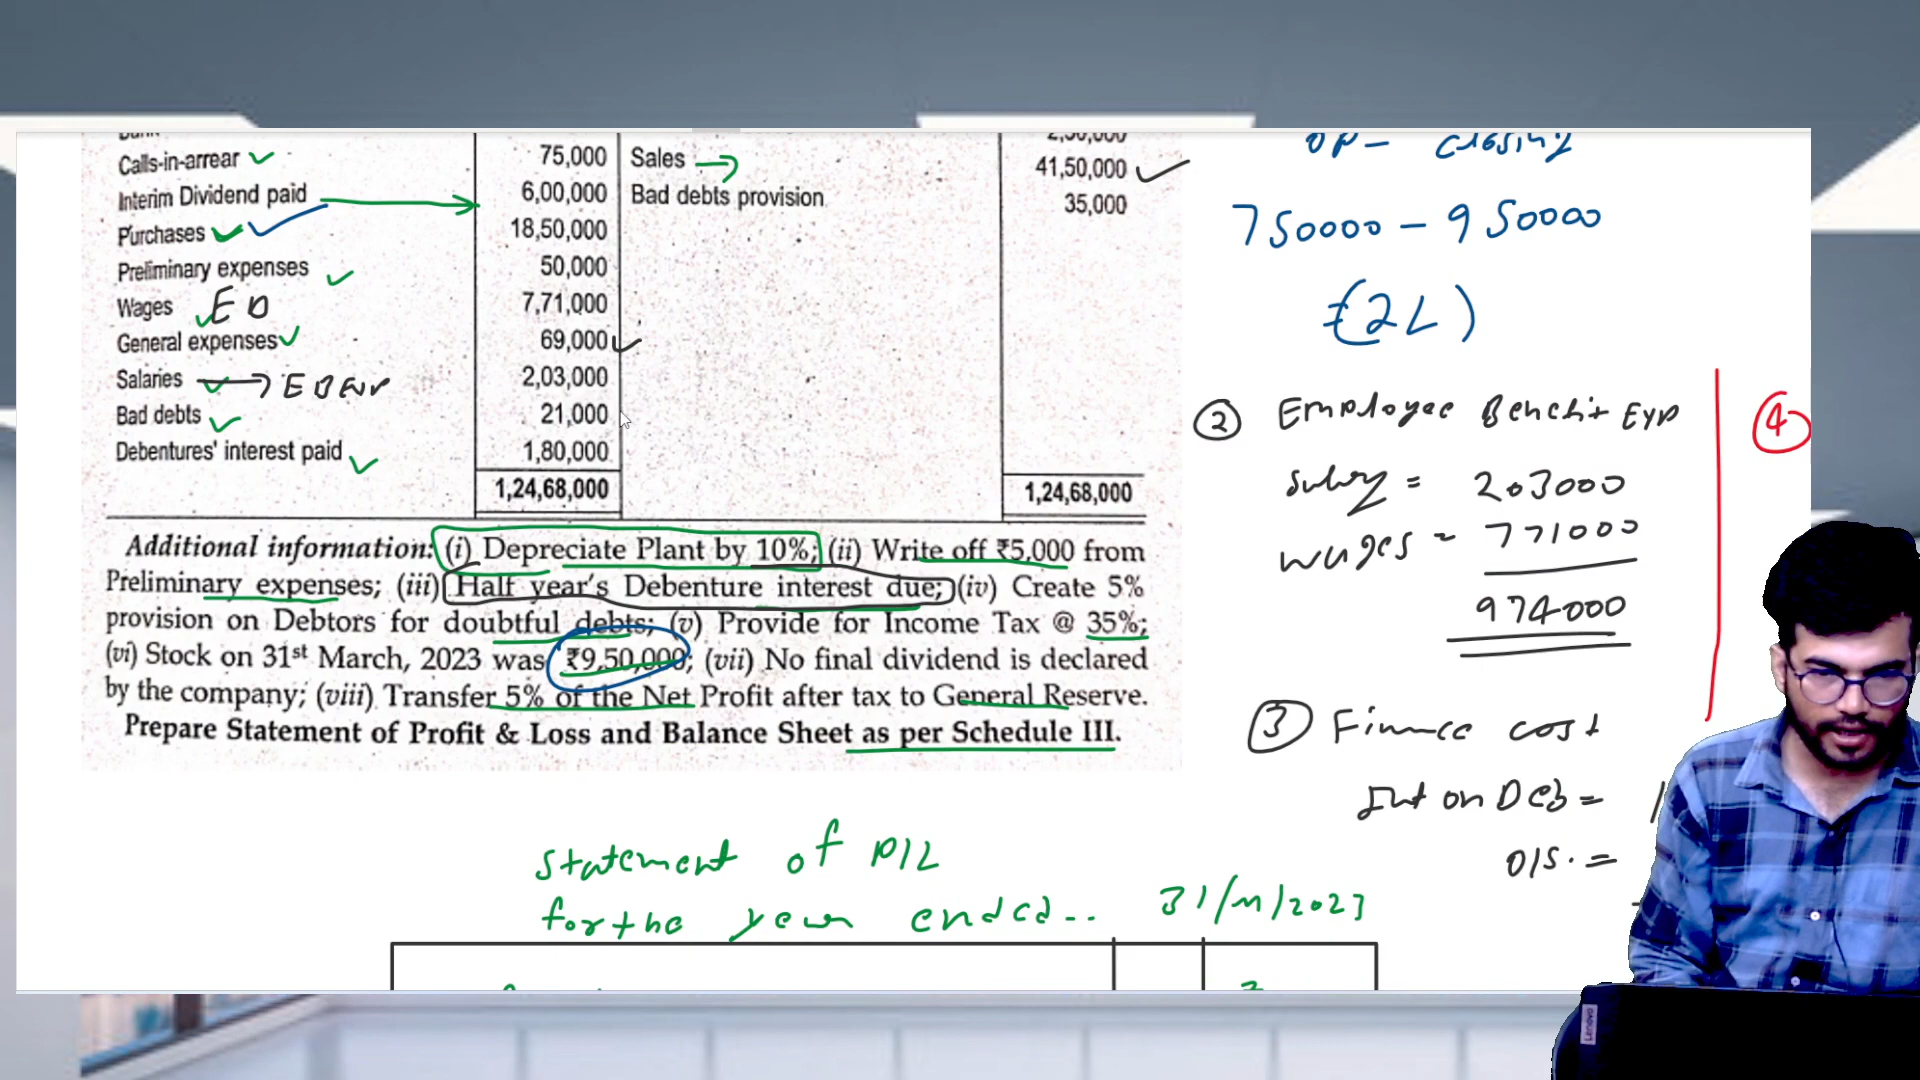 Calls-in-arrear 75,000 Sales 41,50,000
Interim Dividend paid 6,00,000 Bad debts provision 35,000
Purchases 18,50,000
Preliminary expenses 50,000
Wages 7,71,000
General expenses 69,000
Salaries 2,03,000
Bad debts 21,000
Debentures' interest paid 1,80,000
1,24,68,000 1,24,68,000
Additional information: (i) Depreciate Plant by 10%; (ii) Write off ₹5,000 from
Preliminary expenses; (iii) Half year's Debenture interest due; (iv) Create 5%
provision on Debtors for doubtful debts; (v) Provide for Income Tax @ 35%;
(vi) Stock on 31st March, 2023 was ₹9,50,000; (vii) No final dividend is declared
by the company; (viii) Transfer 5% of the Net Profit after tax to General Reserve.
Prepare Statement of Profit & Loss and Balance Sheet as per Schedule III.
statement of P/L
for the year ended.. 31/M/2023
OP - closing
750000 - 950000
(2L)
② Employee Benefit Exp
Salary = 203000
wages = 771000
974000
③ Finance cost
Int on Deb =
O/S. =
④
Lenovo